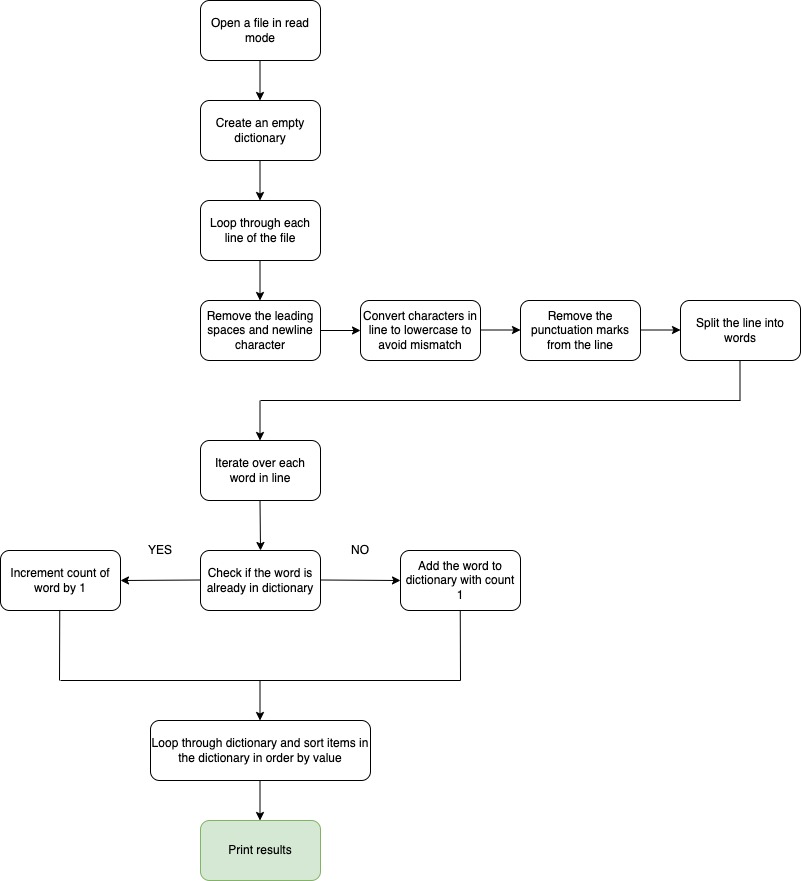 Open a file in read
mode
Create an empty
dictionary
Loop through each
line of the file
Remove the leading
spaces and newline
character
Convert characters in
line to lowercase to
avoid mismatch
Remove the
punctuation marks
from the line
Split the line into
words
Iterate over each
word in line
YES
NO
Increment count of
word by 1
Check if the word is
already in dictionary
Add the word to
dictionary with count
1
Loop through dictionary and sort items in
the dictionary in order by value
Print results